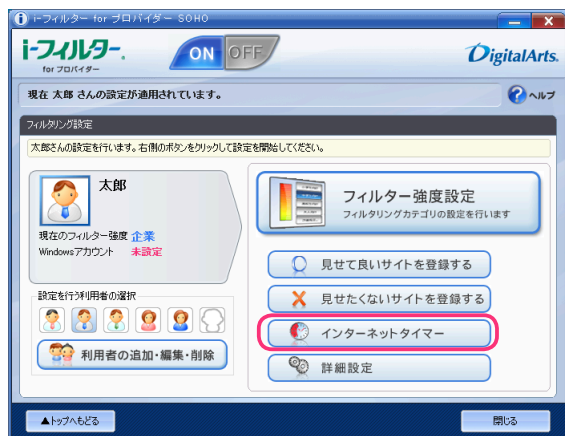 i-フィルター for プロバイダー SOHO
i-フィルター.
for プロバイダー
ON OFF
DigitalArts.
現在 太郎 さんの設定が適用されています。
ヘルプ
フィルタリング設定
太郎さんの設定を行います。右側のボタンをクリックして設定を開始してください。
太郎
現在のフィルター強度 企業
Windowsアカウント 未設定
設定を行う利用者の選択
利用者の追加・編集・削除
フィルター強度設定
フィルタリングカテゴリの設定を行います
見せて良いサイトを登録する
見せたくないサイトを登録する
インターネットタイマー
詳細設定
▲トップへもどる
閉じる